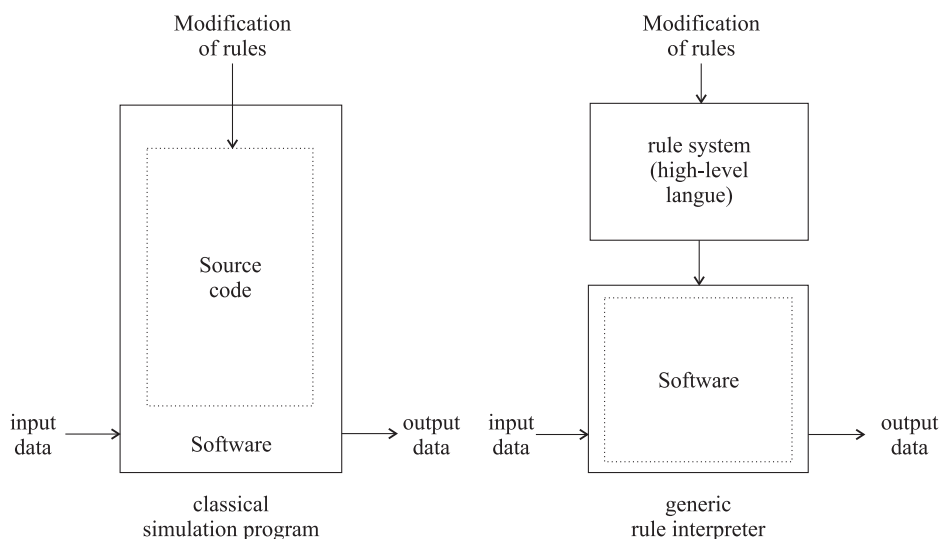 Modification
of rules
Source
code
input
data
Software
output
data
classical
simulation program
Modification
of rules
rule system
(high-level
langue)
Software
input
data
output
data
generic
rule interpreter